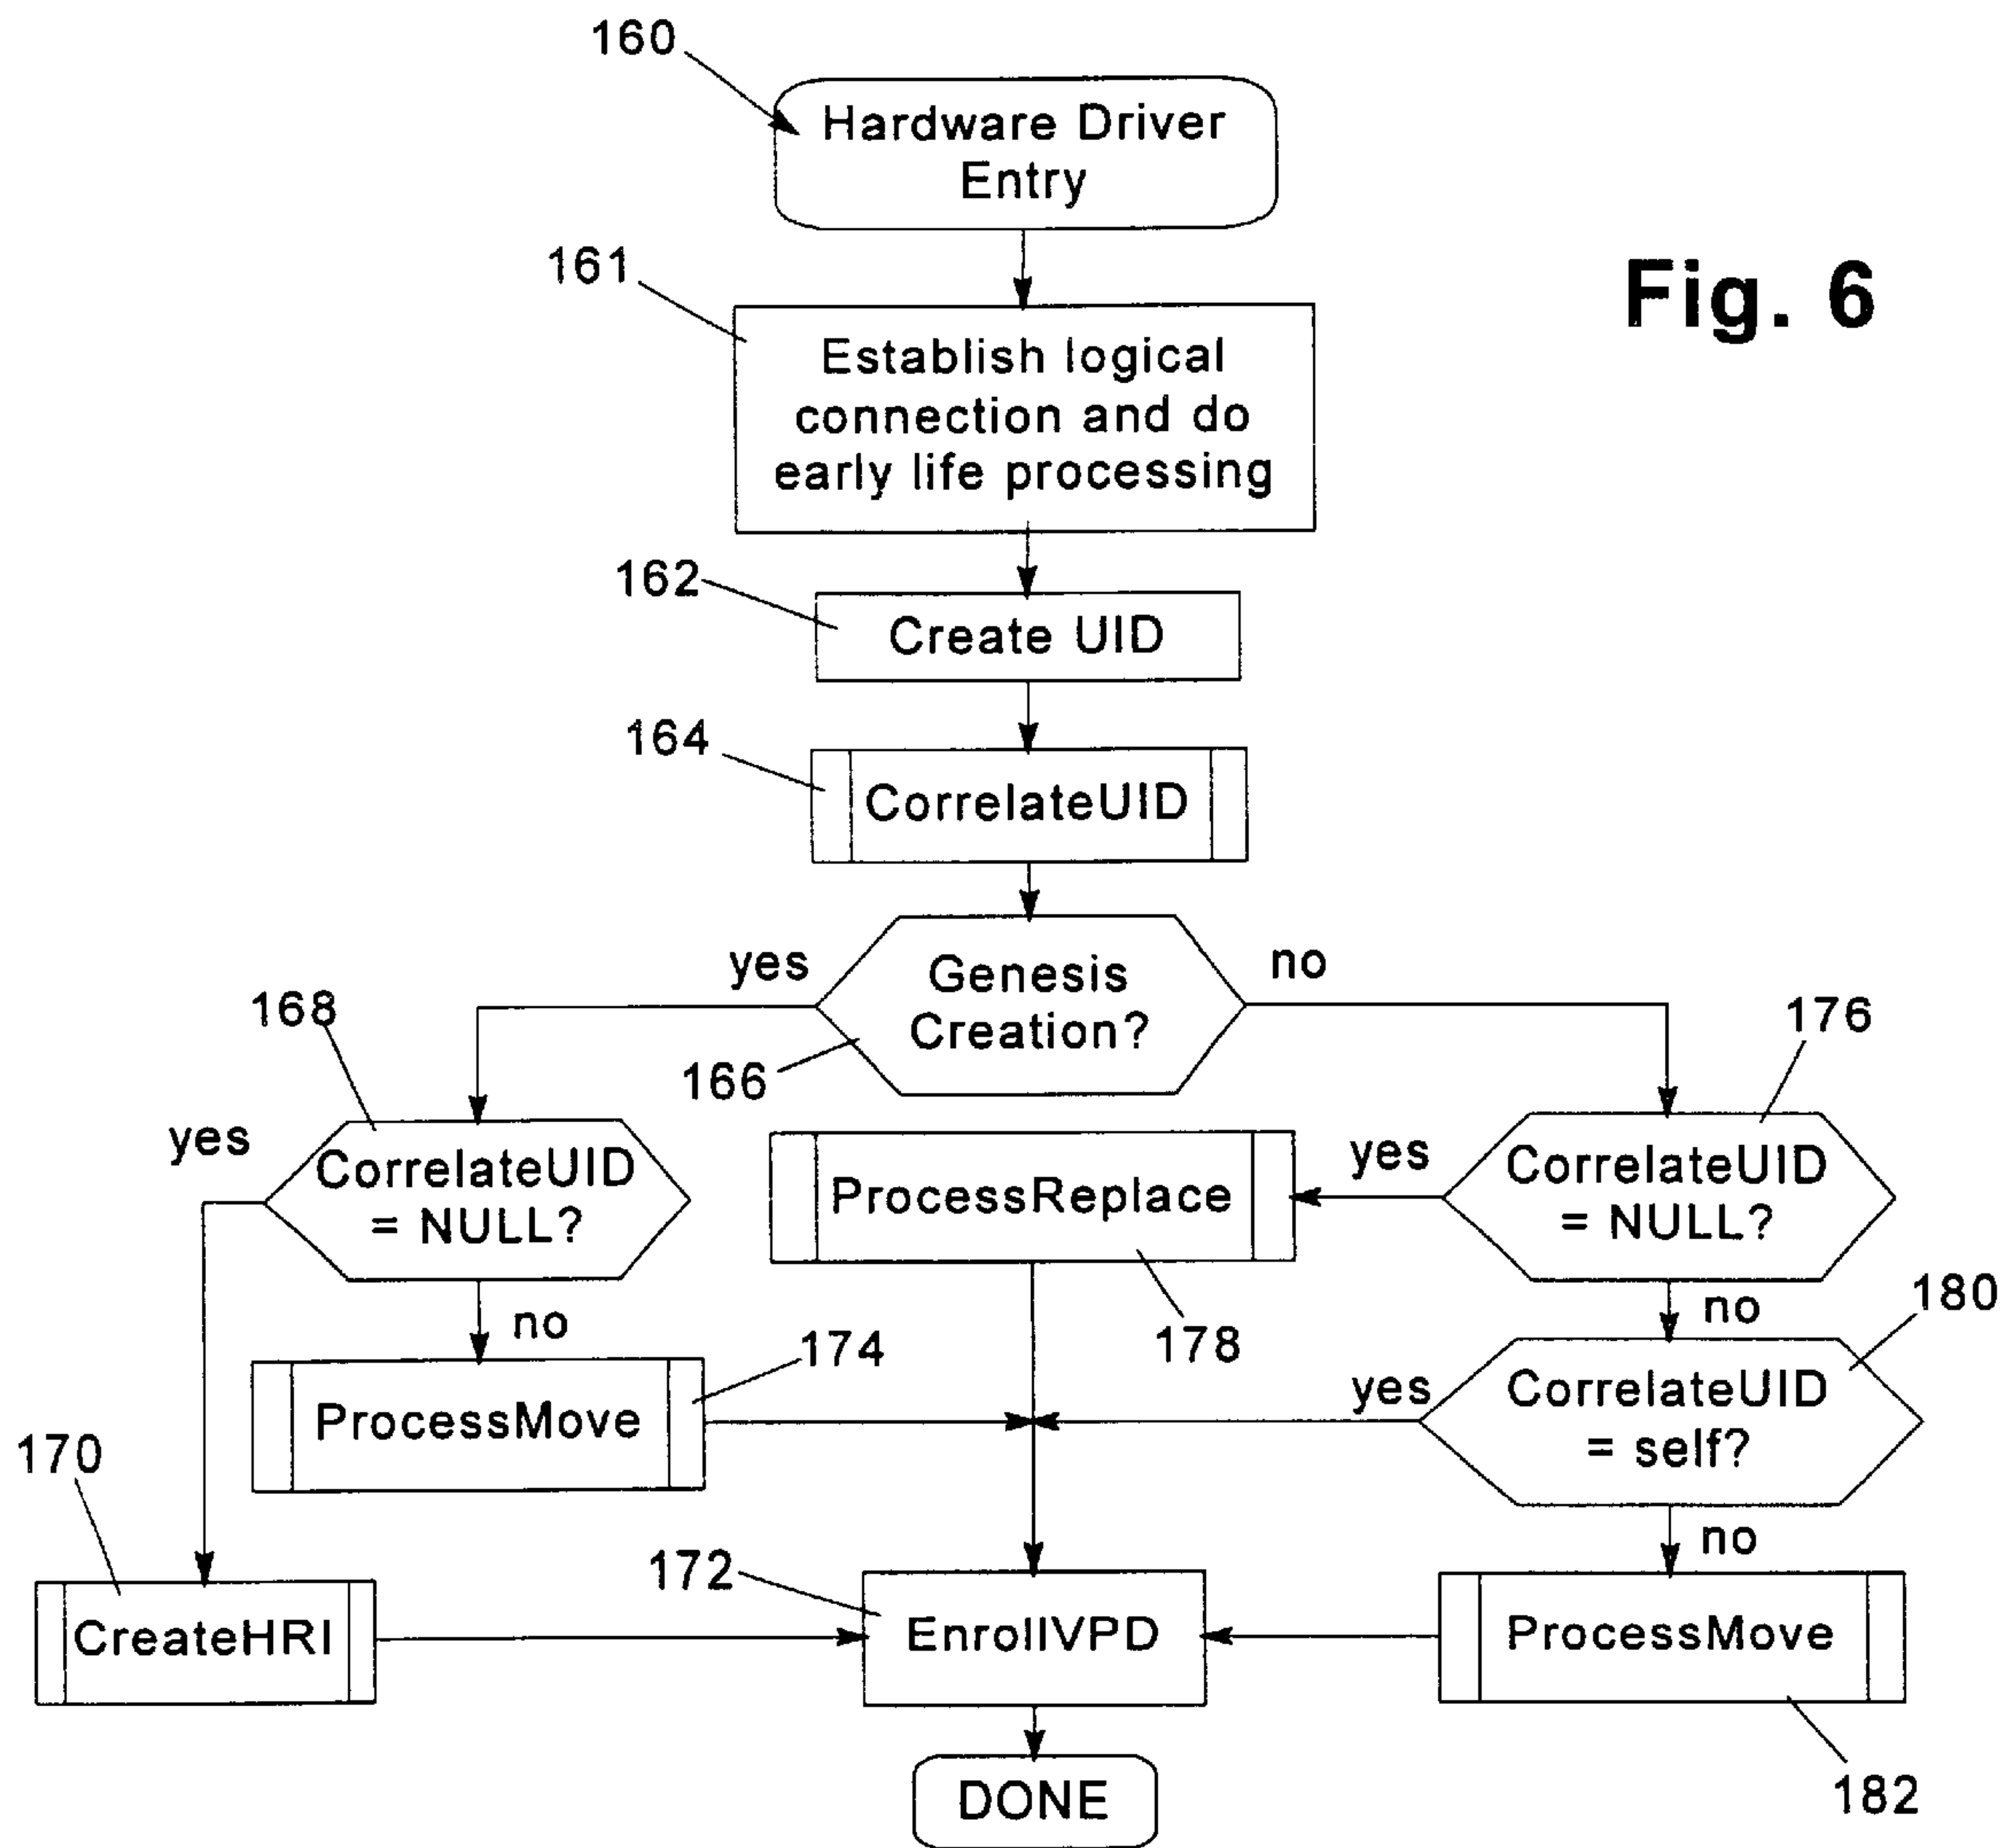 160
Hardware Driver
Entry
Fig. 6
161
Establish logical
connection and do
early life processing
162
Create UID
164
CorrelateUID
yes
Genesis
Creation?
no
166
168
yes
CorrelateUID
= NULL?
no
176
CorrelateUID
= NULL?
yes
ProcessReplace
178
no
180
CorrelateUID
= self?
yes
174
ProcessMove
no
170
CreateHRI
172
EnrollVPD
ProcessMove
182
DONE